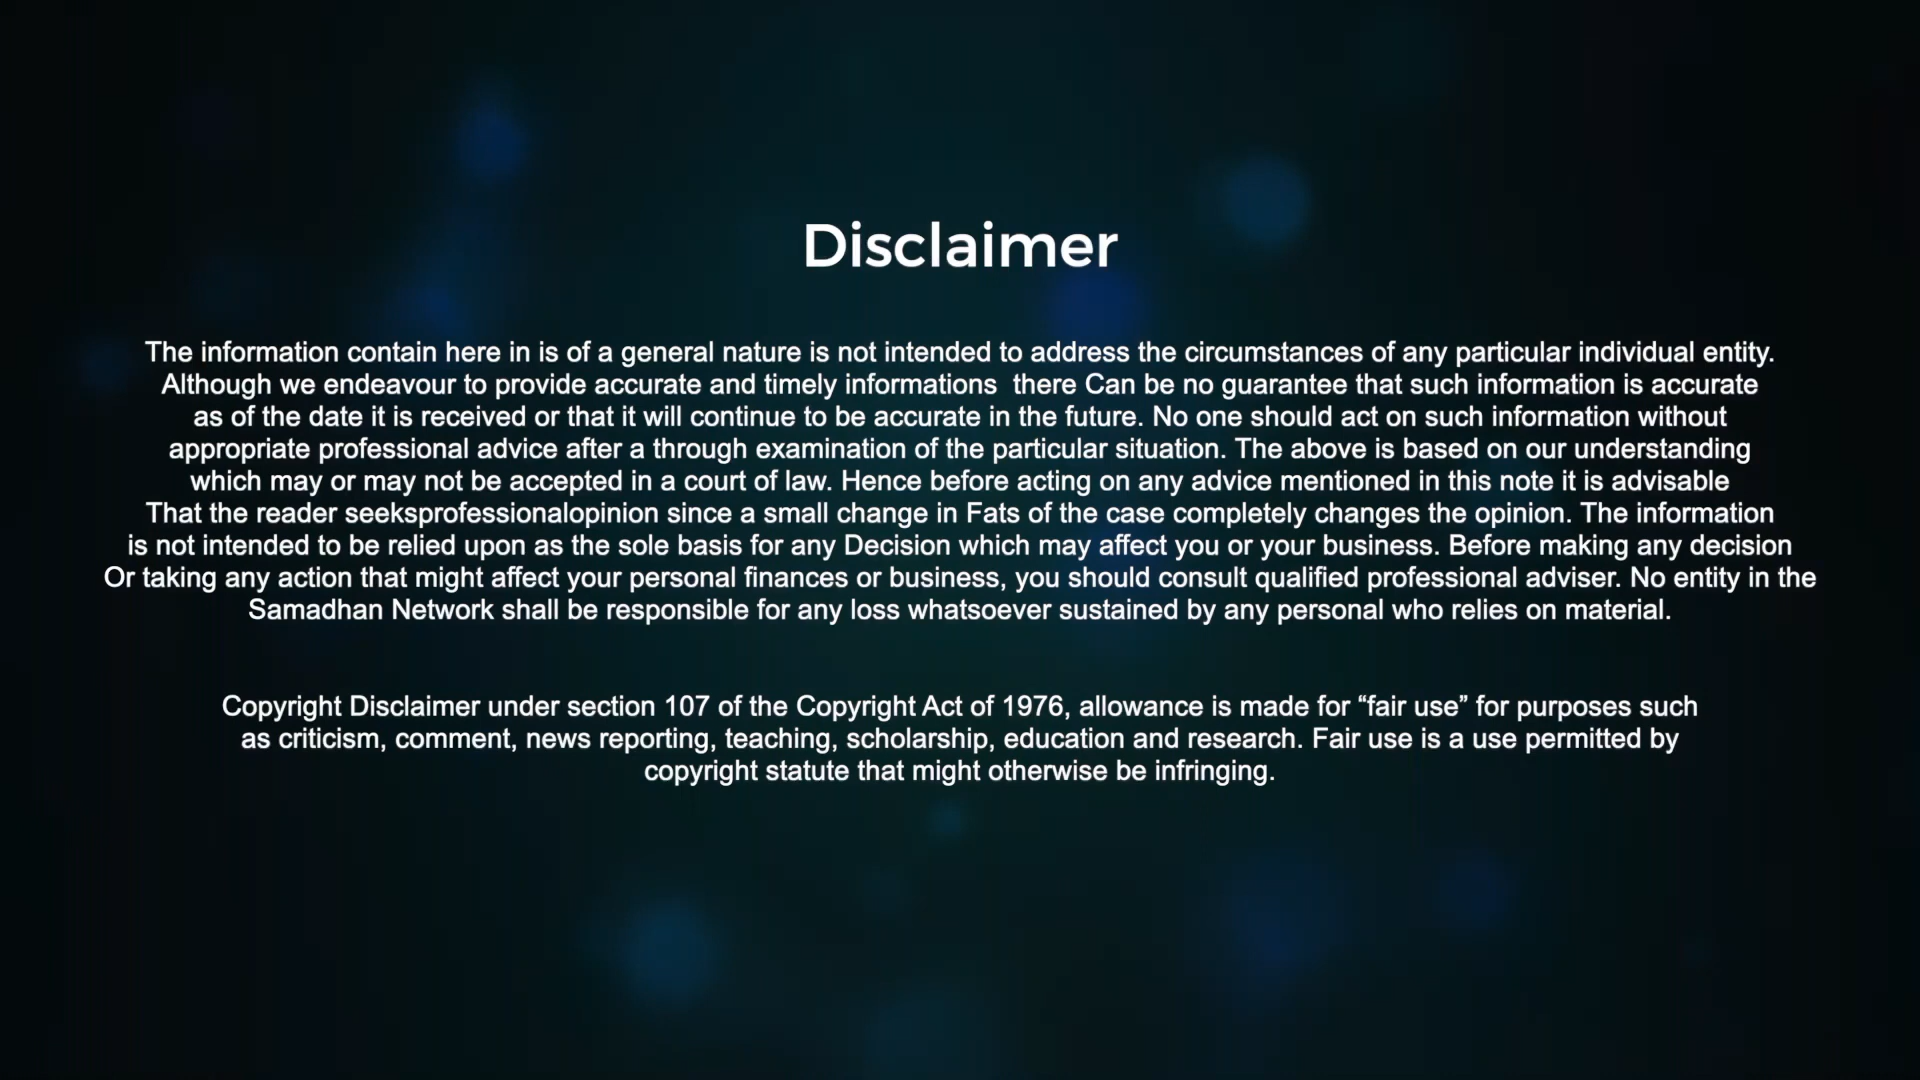 Disclaimer
The information contain here in is of a general nature is not intended to address the circumstances of any particular individual entity.
Although we endeavour to provide accurate and timely informations  there Can be no guarantee that such information is accurate
as of the date it is received or that it will continue to be accurate in the future. No one should act on such information without
appropriate professional advice after a through examination of the particular situation. The above is based on our understanding
which may or may not be accepted in a court of law. Hence before acting on any advice mentioned in this note it is advisable
That the reader seeksprofessionalopinion since a small change in Fats of the case completely changes the opinion. The information
is not intended to be relied upon as the sole basis for any Decision which may affect you or your business. Before making any decision
Or taking any action that might affect your personal finances or business, you should consult qualified professional adviser. No entity in the
Samadhan Network shall be responsible for any loss whatsoever sustained by any personal who relies on material.
Copyright Disclaimer under section 107 of the Copyright Act of 1976, allowance is made for “fair use” for purposes such
as criticism, comment, news reporting, teaching, scholarship, education and research. Fair use is a use permitted by
copyright statute that might otherwise be infringing.